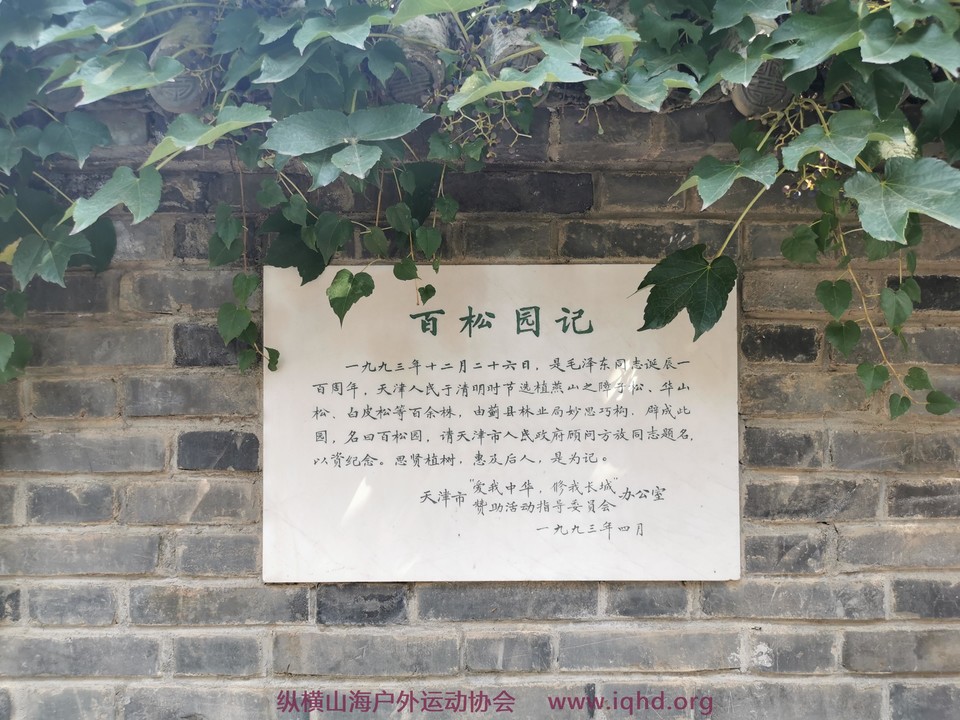 百松园记
一九九三年十二月二十六日，是毛泽东同志诞辰一
百周年，天津人民于清明时节选植燕山之障子松、华山
松、白皮松等百余株，由蓟县林业局妙思巧构，辟成此
园，名曰百松园，请天津市人民政府顾问方放同志题名，
以资纪念。思贤植树，惠及后人，是为记。
天津市"爱我中华，修我长城"办公室
赞助活动指导委员会
一九九三年四月
纵横山海户外运动协会 www.iqhd.org